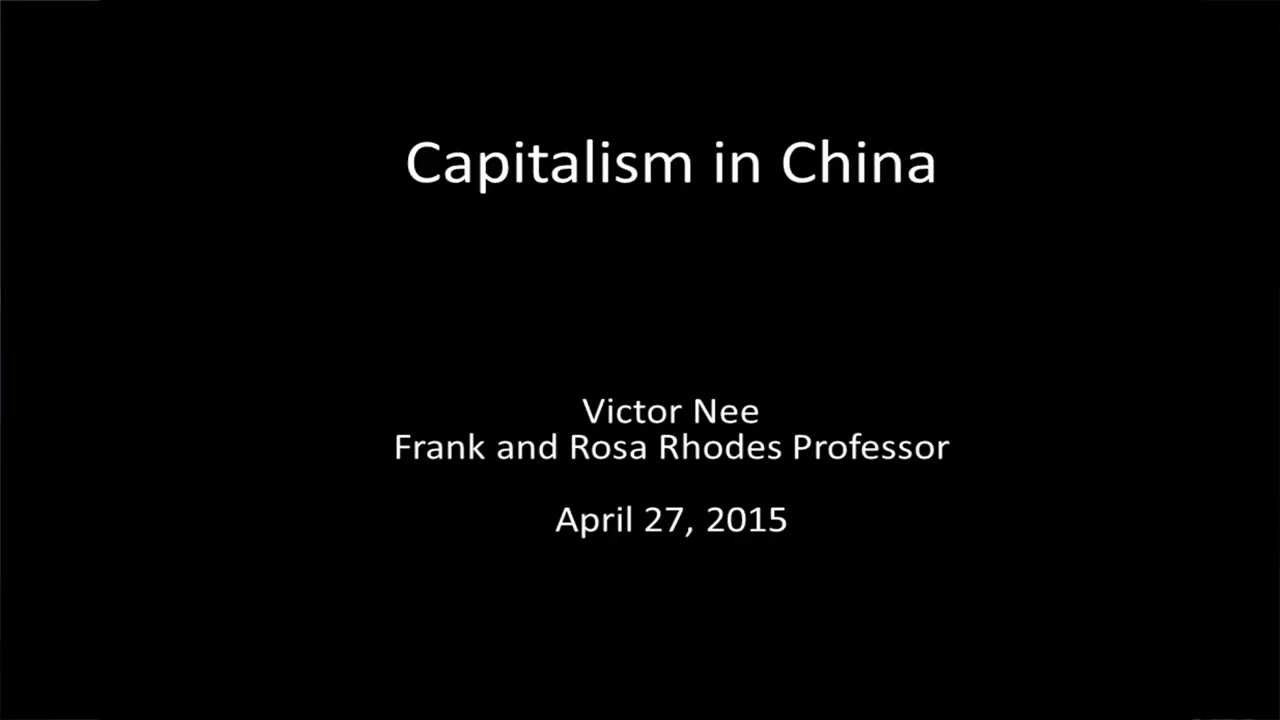 Capitalism in China
Victor Nee
Frank and Rosa Rhodes Professor
April 27, 2015